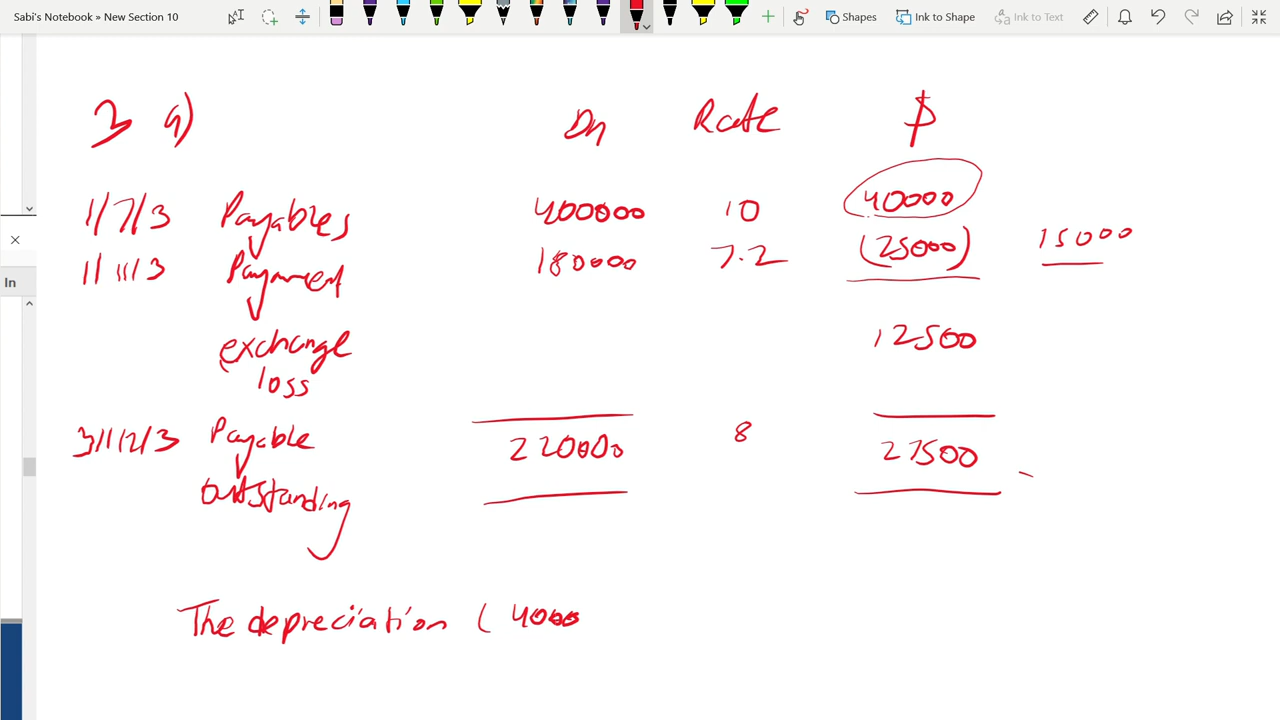 Sabi's Notebook » New Section 10
Shapes
Ink to Shape
Ink to Text
In
3 a) Dn Rate $
1/7/3 Payables 400000 10 40000
1/11/3 Payment 180000 7.2 (25000) 15000
exchange loss 12500
31/12/3 Payable outstanding 220000 8 27500
The depreciation ( 4000